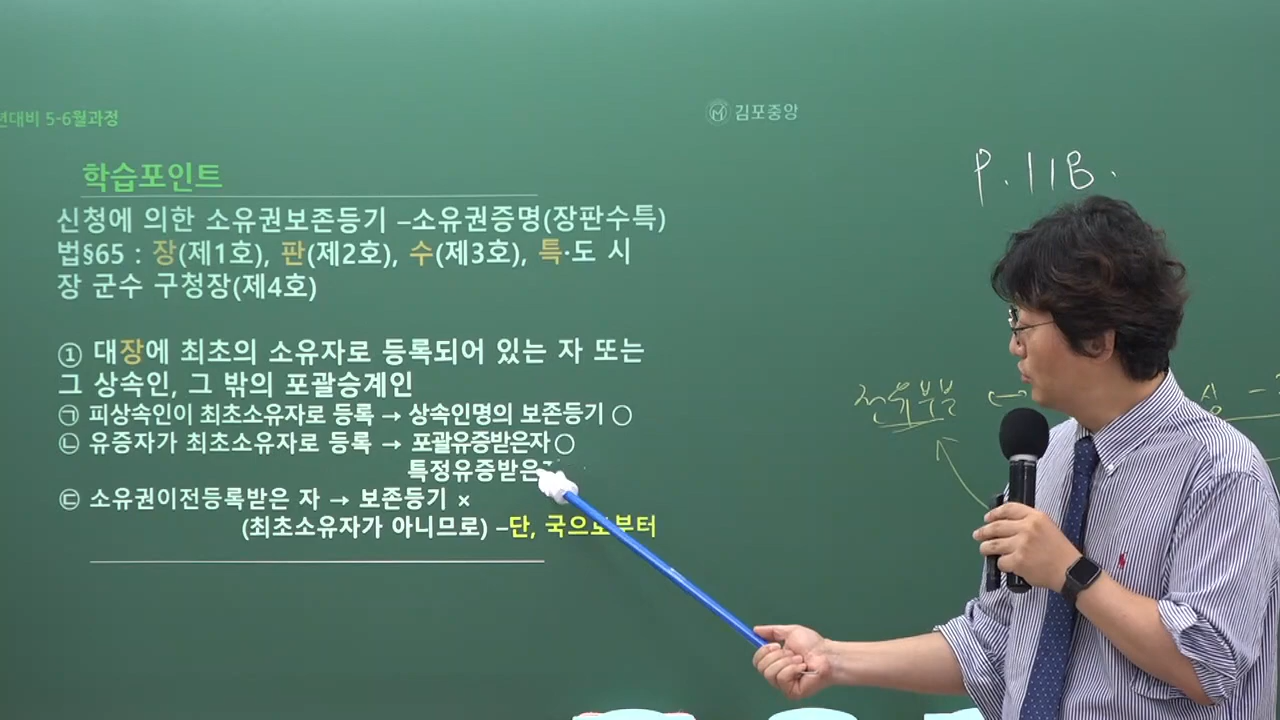 년대비 5-6월과정
김포중앙
P. 11B.
학습포인트
신청에 의한 소유권보존등기 –소유권증명(장판수특)
법§65 : 장(제1호), 판(제2호), 수(제3호), 특·도 시
장 군수 구청장(제4호)
① 대장에 최초의 소유자로 등록되어 있는 자 또는
그 상속인, 그 밖의 포괄승계인
㉠ 피상속인이 최초소유자로 등록 → 상속인명의 보존등기 ○
㉡ 유증자가 최초소유자로 등록 → 포괄유증받은자 ○
특정유증받은
㉢ 소유권이전등록받은 자 → 보존등기 ×
(최초소유자가 아니므로) –단, 국으로부터
전유부분 ↔